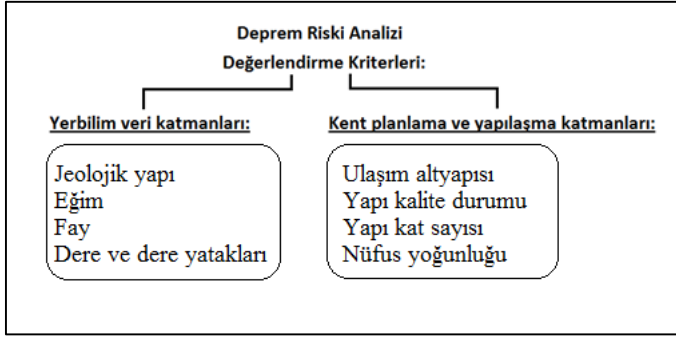 Deprem Riski Analizi
Değerlendirme Kriterleri:
Yerbilim veri katmanları:
Jeolojik yapı
Eğim
Fay
Dere ve dere yatakları
Kent planlama ve yapılaşma katmanları:
Ulaşım altyapısı
Yapı kalite durumu
Yapı kat sayısı
Nüfus yoğunluğu